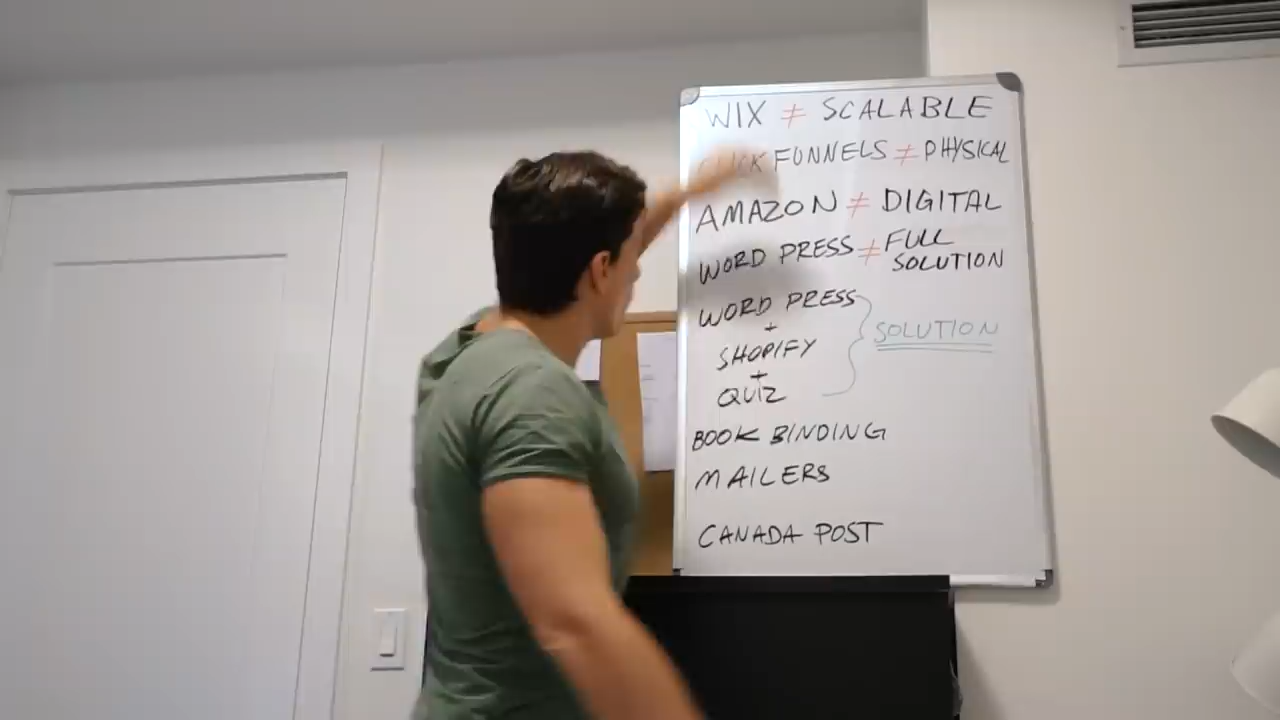 WIX ≠ SCALABLE
CLICK FUNNELS ≠ PHYSICAL
AMAZON ≠ DIGITAL
WORD PRESS ≠ FULL SOLUTION
WORD PRESS
+
SHOPIFY
+
QUIZ
SOLUTION
BOOK BINDING
MAILERS
CANADA POST